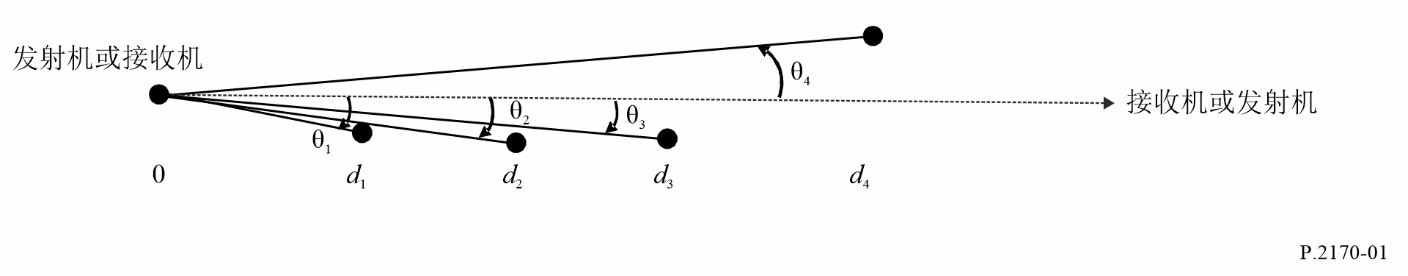 发射机或接收机
θ₄
θ₂
θ₃
θ₁
接收机或发射机
0
d₁
d₂
d₃
d₄
P.2170-01